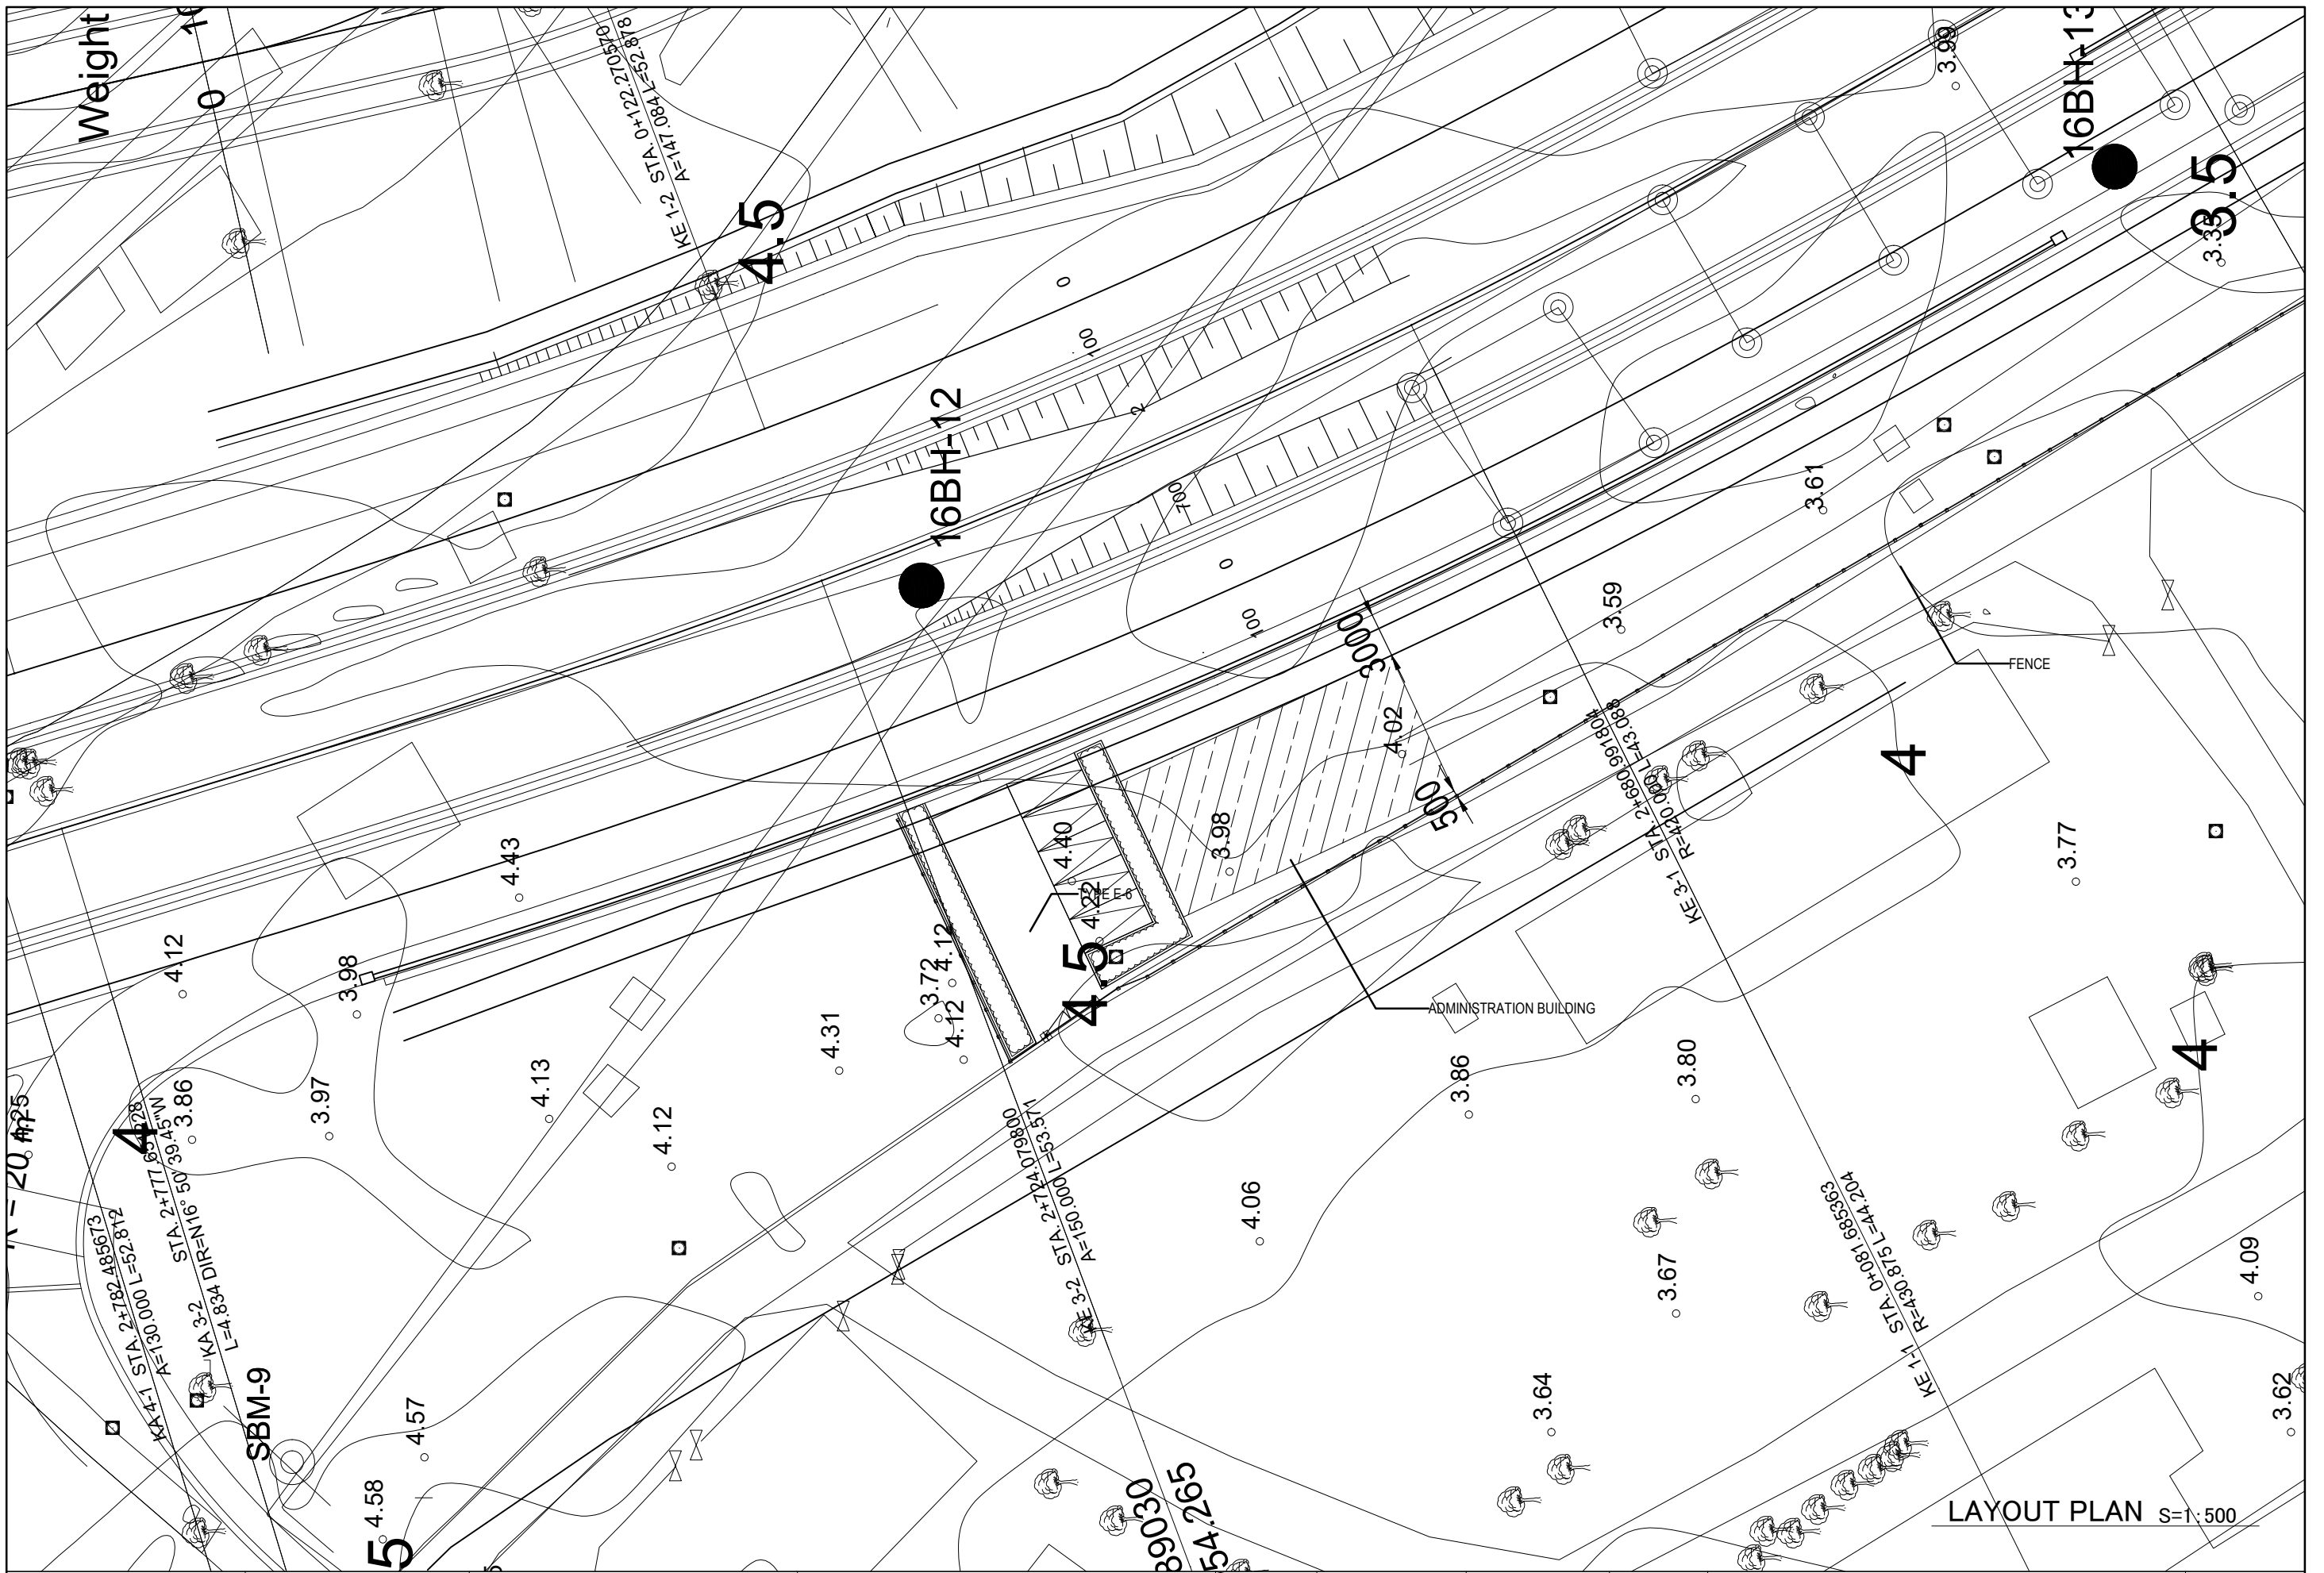 Weight
10
0
KE 1-2 STA. 0+122.270570
A=147.084 L=52.878
4.5
3.99
16BH-13
3.5
3.35
0
100
2
16BH-12
700
0
100
3.61
3.59
3000
FENCE
4.02
500
4
KE 3-1 STA. 2+680.991804
R=420.000 L=43.088
3.98
4.40
TYPE E-6
4.22
4.43
3.77
4.12
3.98
4.12
3.72
4.12
4.5
ADMINISTRATION BUILDING
4.31
4.13
3.97
3.86
4
4.25
R = 20 m
4.12
3.86
3.80
4
KE 3-2 STA. 2+724.079800
A=150.000 L=53.571
STA. 2+777.651228
KA 3-2
L=4.834 DIR=N16° 50' 39.45"W
KA 4-1 STA. 2+782.485673
A=130.000 L=52.812
4.06
KE 1-1 STA. 0+081.685363
R=430.875 L=44.204
3.67
4.09
SBM-9
4.57
4.58
5
3.64
3.62
89030
54.265
LAYOUT PLAN S=1:500